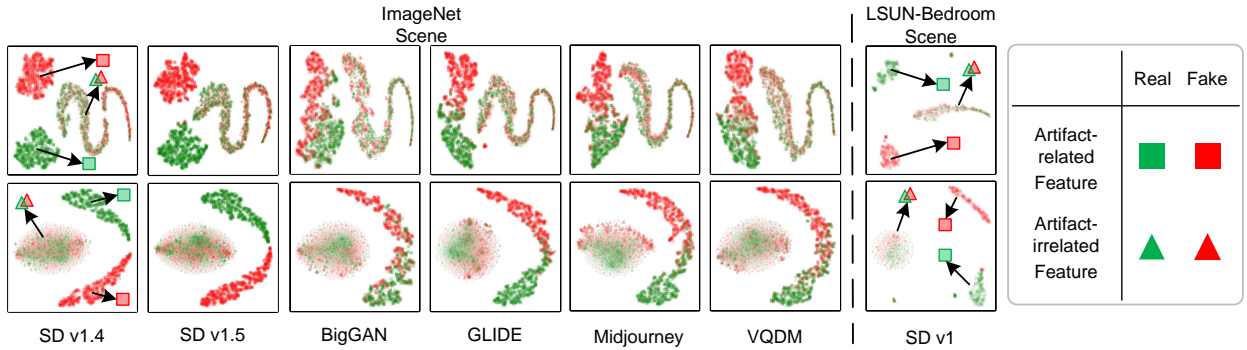 ImageNet
Scene
LSUN-Bedroom
Scene
Real Fake
Artifact-
related
Feature
Artifact-
irrelated
Feature
SD v1.4 SD v1.5 BigGAN GLIDE Midjourney VQDM SD v1